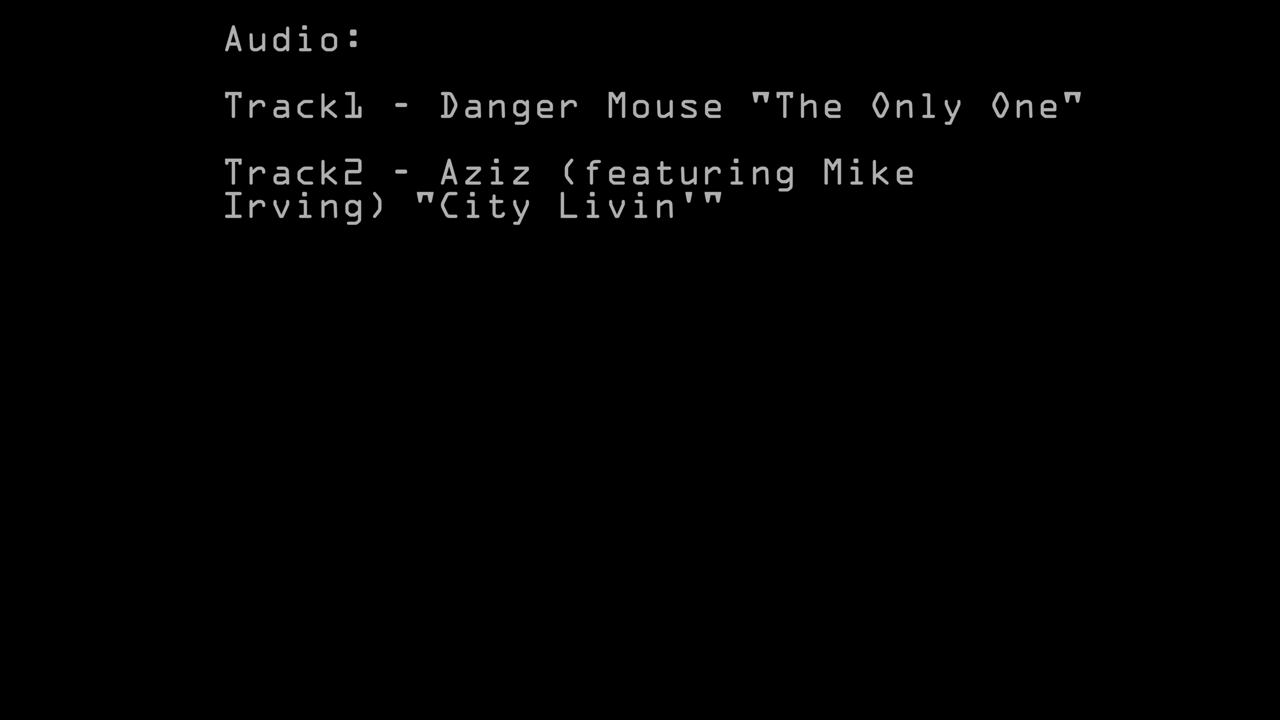 Audio:
Track1 - Danger Mouse "The Only One"
Track2 - Aziz (featuring Mike
Irving) "City Livin'"